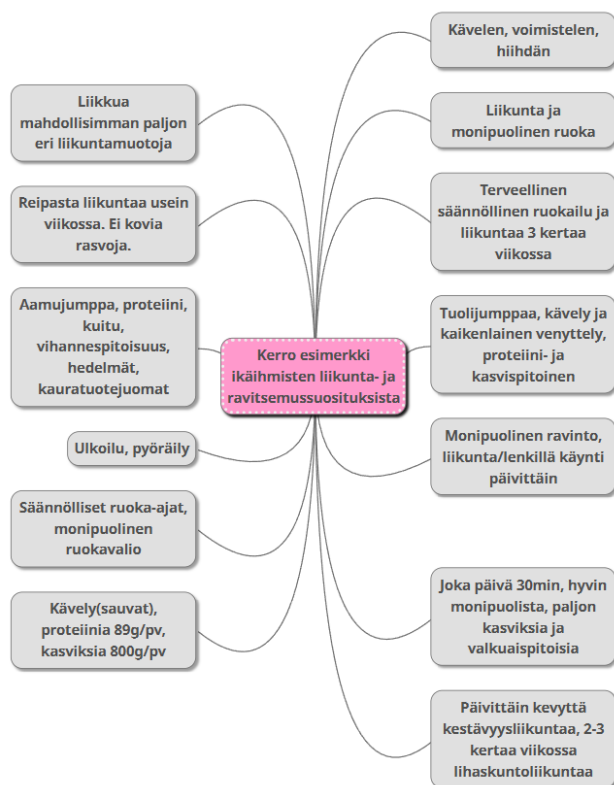 Kävelen, voimistelen,
hiihdän
Liikkua
mahdollisimman paljon
eri liikuntamuotoja
Liikunta ja
monipuolinen ruoka
Reipasta liikuntaa usein
viikossa. Ei kovia
rasvoja.
Terveellinen
säännöllinen ruokailu ja
liikuntaa 3 kertaa
viikossa
Aamujumppa, proteiini,
kuitu,
vihannespitoisuus,
hedelmät,
kauratuotejuomat
Kerro esimerkki
ikäihmisten liikunta- ja
ravitsemussuosituksista
Tuolijumppaa, kävely ja
kaikenlainen venyttely,
proteiini- ja
kasvispitoinen
Ulkoilu, pyöräily
Monipuolinen ravinto,
liikunta/lenkillä käynti
päivittäin
Säännölliset ruoka-ajat,
monipuolinen
ruokavalio
Kävely(sauvat),
proteiinia 89g/pv,
kasviksia 800g/pv
Joka päivä 30min, hyvin
monipuolista, paljon
kasviksia ja
valkuaispitoisia
Päivittäin kevyttä
kestävyysliikuntaa, 2-3
kertaa viikossa
lihaskuntoliikuntaa